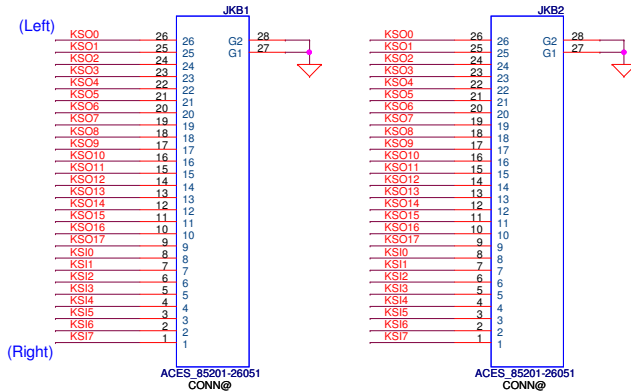 JKB1
(Left)
KSO0 26 26 G2 28
KSO1 25 25 G1 27
KSO2 24 24
KSO3 23 23
KSO4 22 22
KSO5 21 21
KSO6 20 20
KSO7 19 19
KSO8 18 18
KSO9 17 17
KSO10 16 16
KSO11 15 15
KSO12 14 14
KSO13 13 13
KSO14 12 12
KSO15 11 11
KSO16 10 10
KSO17 9 9
KSI0 8 8
KSI1 7 7
KSI2 6 6
KSI3 5 5
KSI4 4 4
KSI5 3 3
KSI6 2 2
KSI7 1 1
(Right)
ACES_85201-26051
CONN@
JKB2
KSO0 26 26 G2 28
KSO1 25 25 G1 27
KSO2 24 24
KSO3 23 23
KSO4 22 22
KSO5 21 21
KSO6 20 20
KSO7 19 19
KSO8 18 18
KSO9 17 17
KSO10 16 16
KSO11 15 15
KSO12 14 14
KSO13 13 13
KSO14 12 12
KSO15 11 11
KSO16 10 10
KSO17 9 9
KSI0 8 8
KSI1 7 7
KSI2 6 6
KSI3 5 5
KSI4 4 4
KSI5 3 3
KSI6 2 2
KSI7 1 1
ACES_85201-26051
CONN@